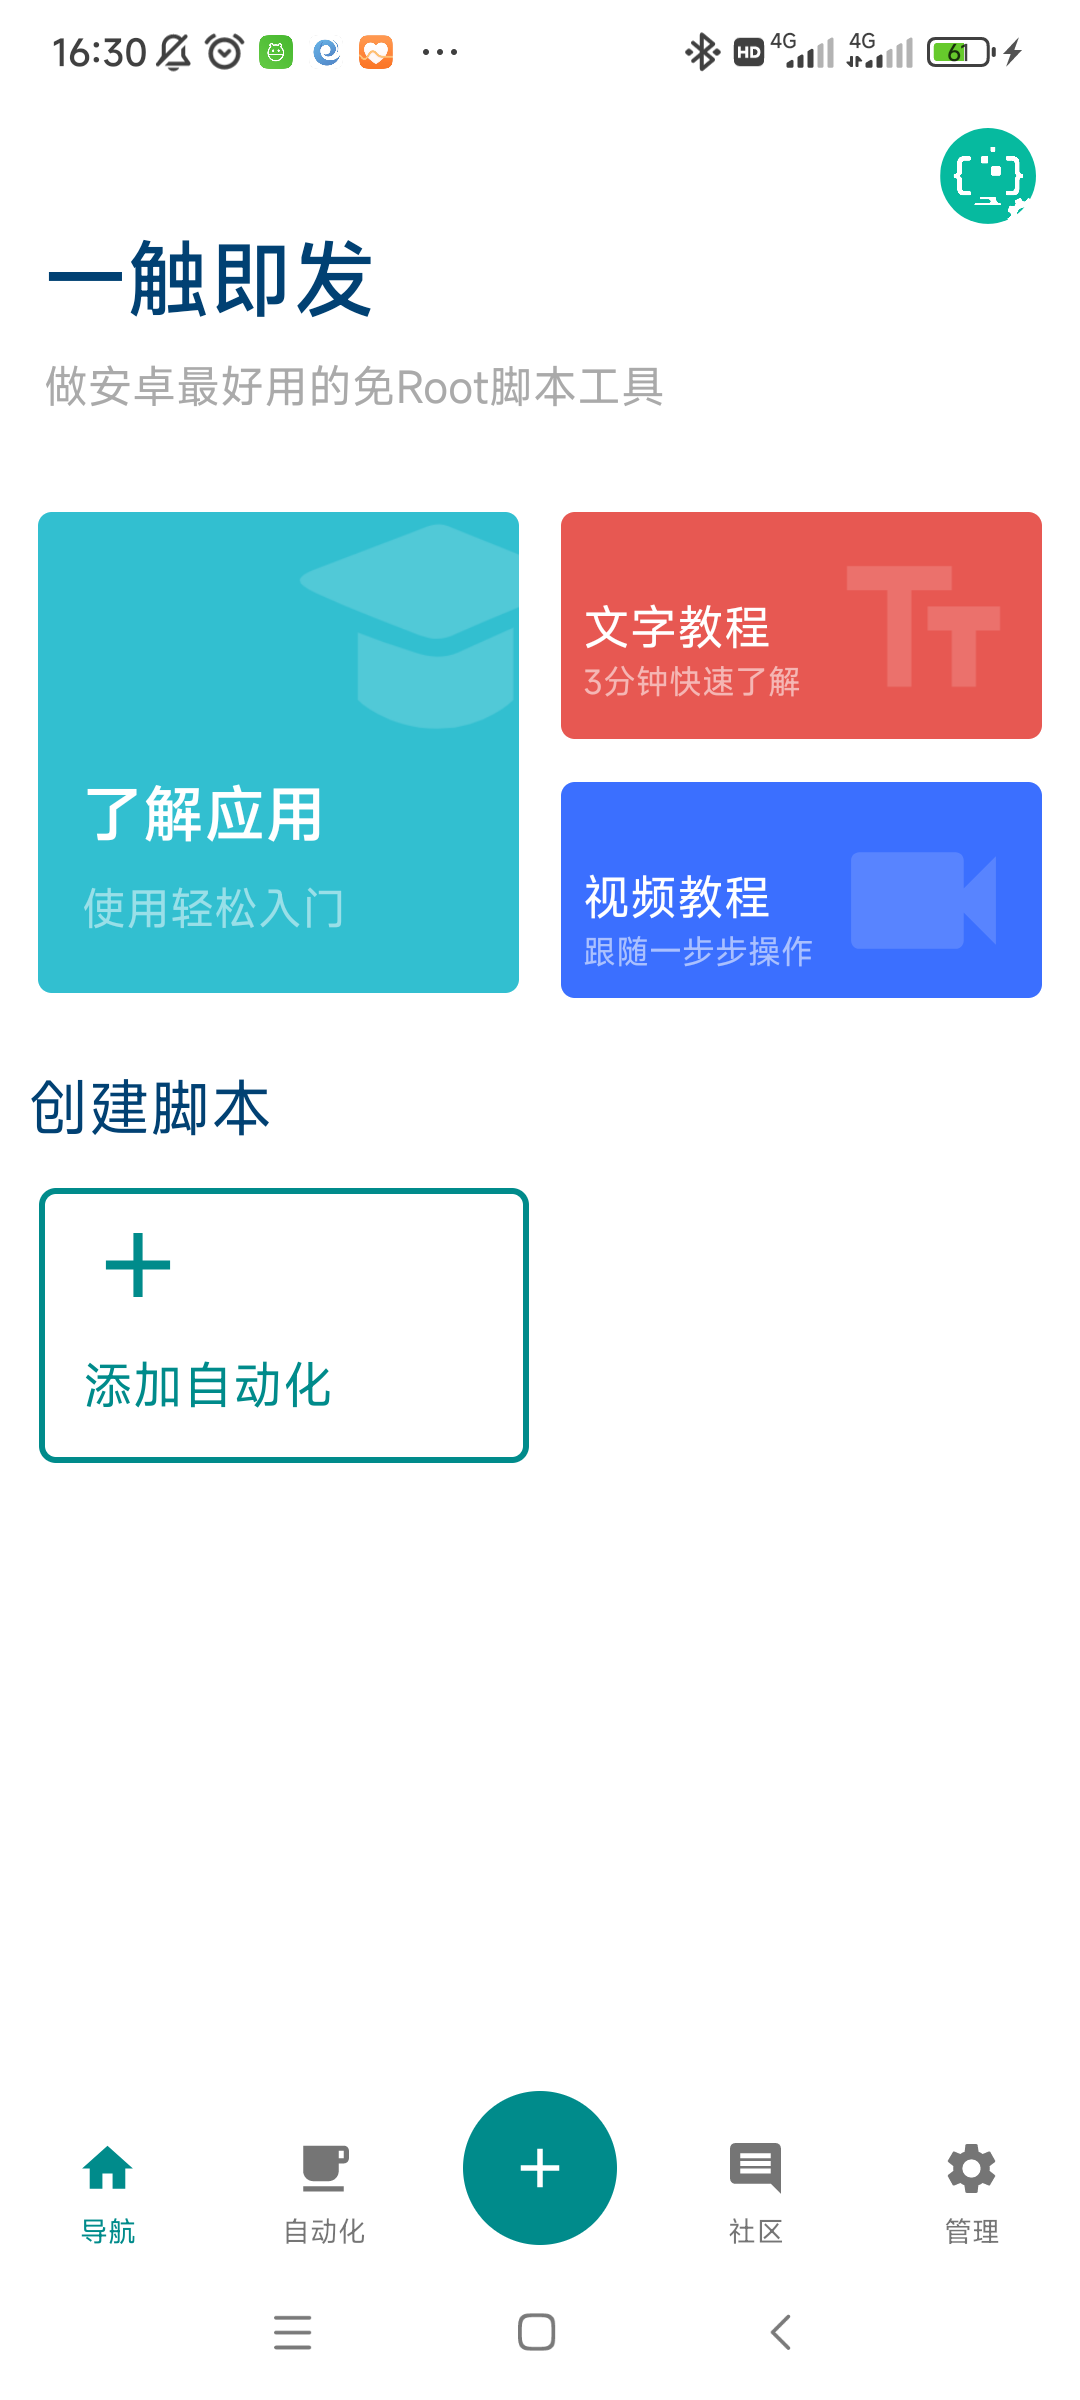 16:30
HD 4G 4G 61
一触即发
做安卓最好用的免Root脚本工具
了解应用
使用轻松入门
文字教程
3分钟快速了解
视频教程
跟随一步步操作
创建脚本
添加自动化
导航 自动化 社区 管理